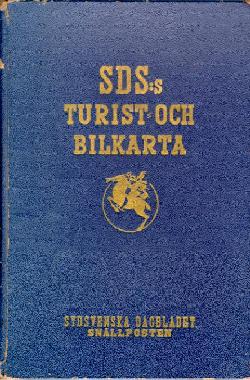 SDS:s
TURIST- OCH
BILKARTA
SYDSVENSKA DAGBLADET
SNÄLLPOSTEN